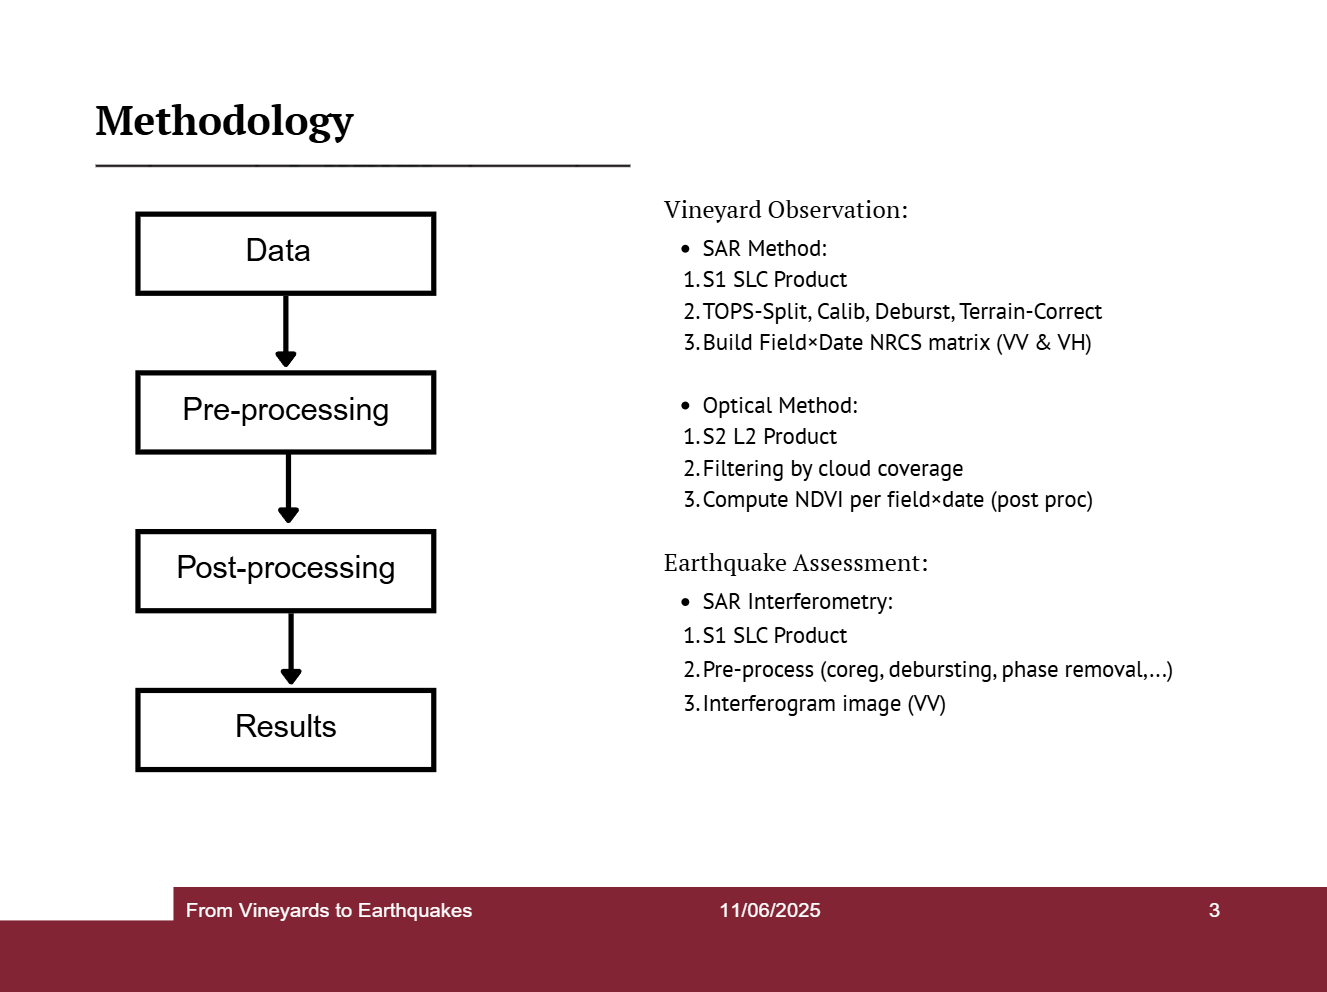 Methodology
Data
Pre-processing
Post-processing
Results
Vineyard Observation:
• SAR Method:
1.S1 SLC Product
2.TOPS-Split, Calib, Deburst, Terrain-Correct
3.Build Field×Date NRCS matrix (VV & VH)
• Optical Method:
1.S2 L2 Product
2.Filtering by cloud coverage
3.Compute NDVI per field×date (post proc)
Earthquake Assessment:
• SAR Interferometry:
1.S1 SLC Product
2.Pre-process (coreg, debursting, phase removal,...)
3.Interferogram image (VV)
From Vineyards to Earthquakes
11/06/2025
3